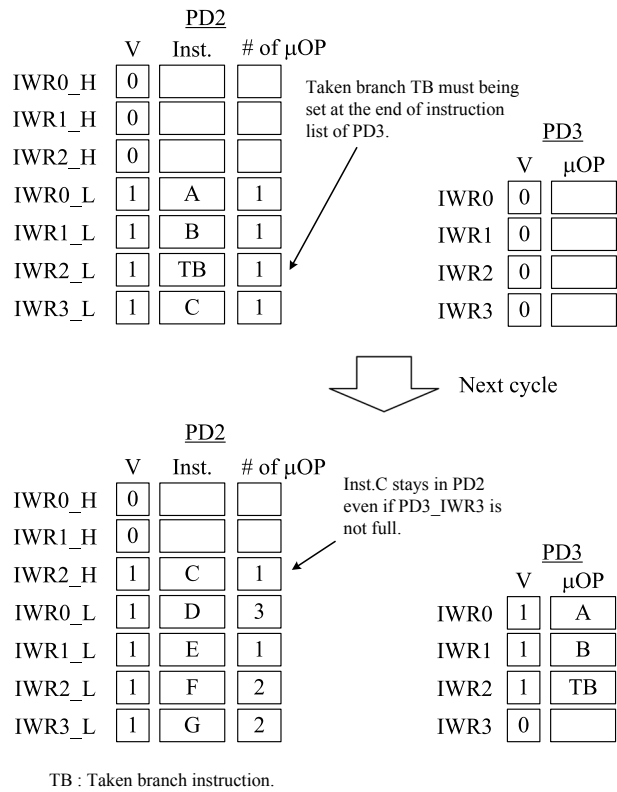 PD2
V Inst. # of μOP
IWR0_H 0
IWR1_H 0
IWR2_H 0
IWR0_L 1 A 1
IWR1_L 1 B 1
IWR2_L 1 TB 1
IWR3_L 1 C 1
Taken branch TB must being
set at the end of instruction
list of PD3.
PD3
V μOP
IWR0 0
IWR1 0
IWR2 0
IWR3 0
Next cycle
PD2
V Inst. # of μOP
IWR0_H 0
IWR1_H 0
IWR2_H 1 C 1
IWR0_L 1 D 3
IWR1_L 1 E 1
IWR2_L 1 F 2
IWR3_L 1 G 2
Inst.C stays in PD2
even if PD3_IWR3 is
not full.
PD3
V μOP
IWR0 1 A
IWR1 1 B
IWR2 1 TB
IWR3 0
TB : Taken branch instruction.